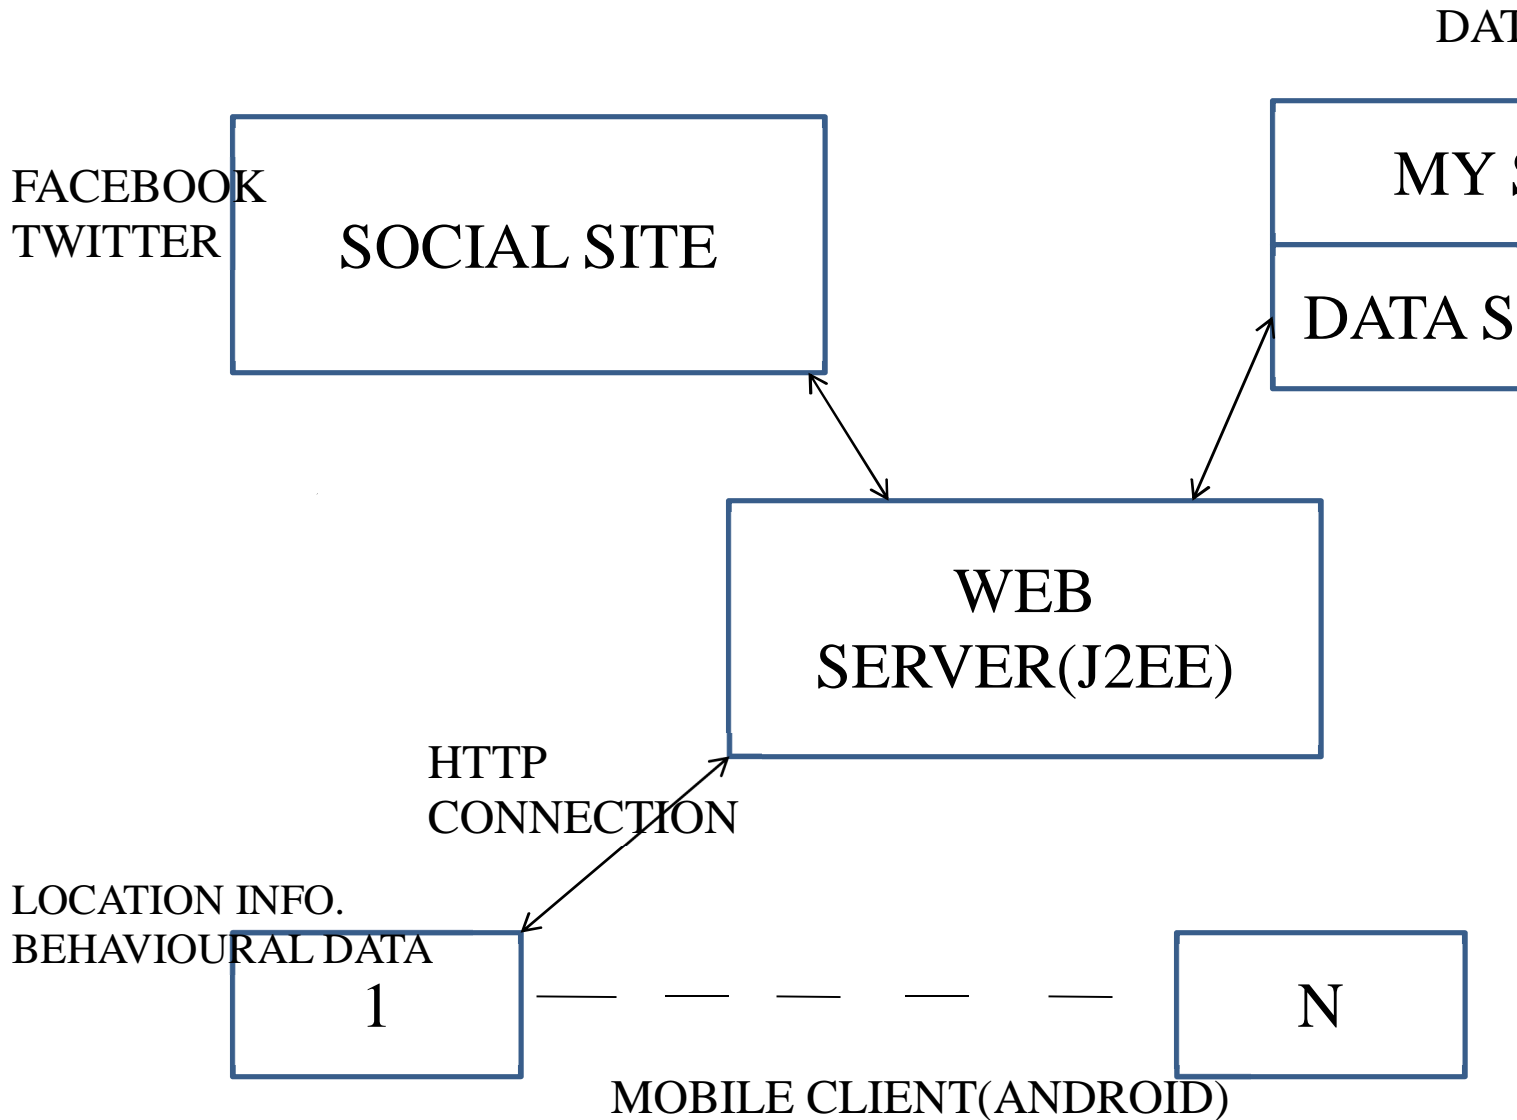 FACEBOOK
TWITTER
SOCIAL SITE
MY
DATA
WEB
SERVER(J2EE)
HTTP
CONNECTION
LOCATION INFO.
BEHAVIOURAL DATA
1
N
MOBILE CLIENT(ANDROID)